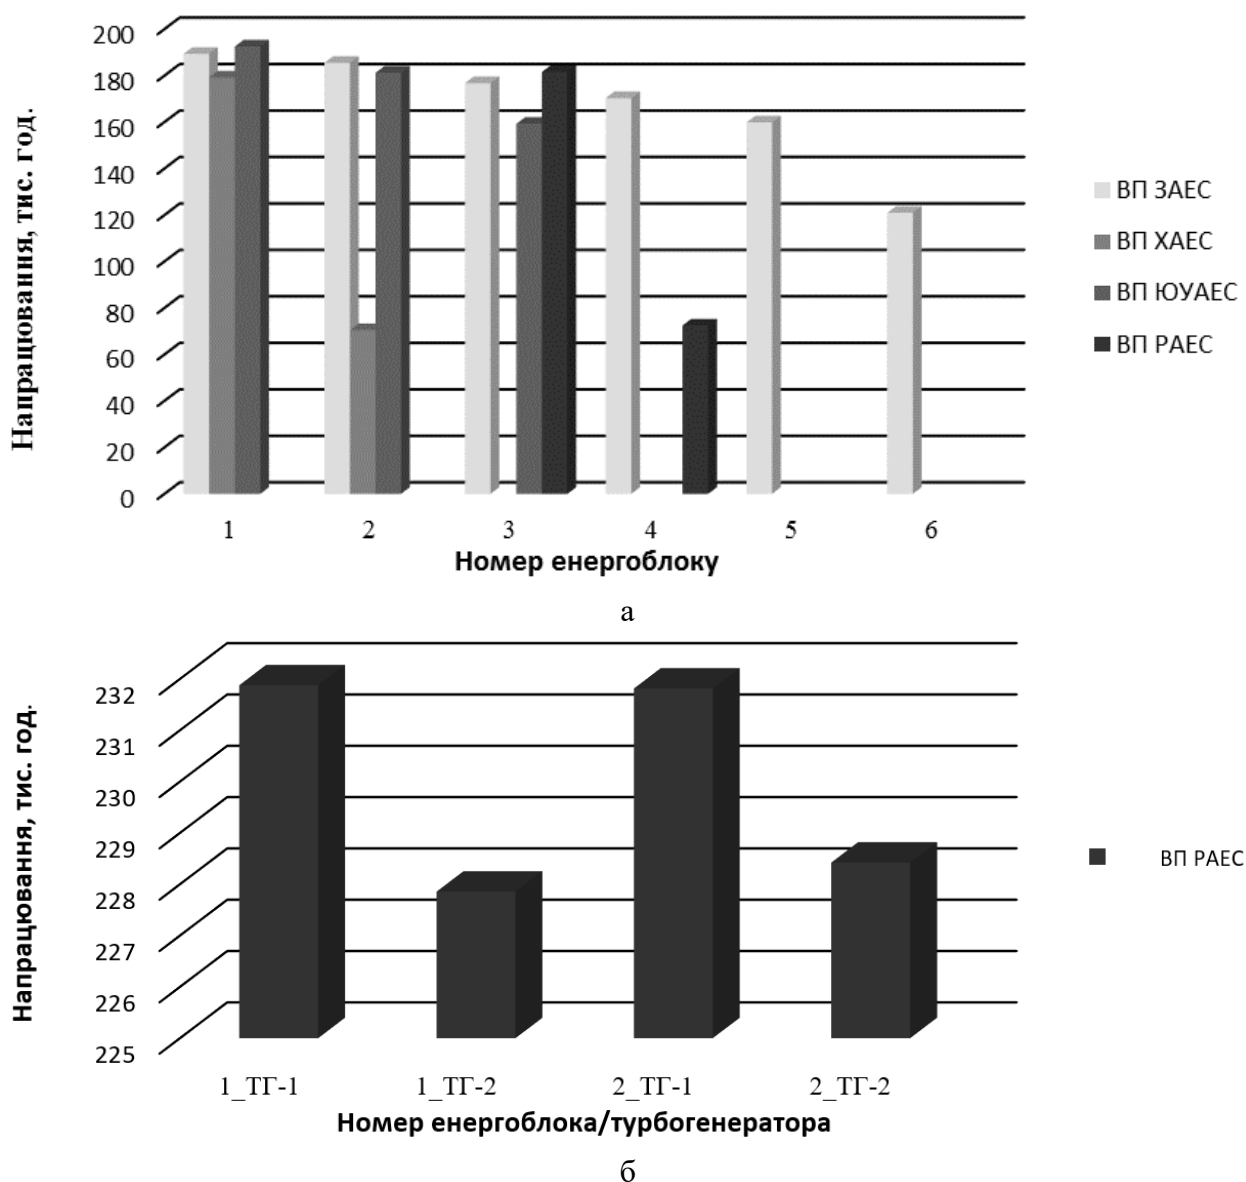 Напрацювання, тис. год.
200
180
160
140
120
100
80
60
40
20
0
1 2 3 4 5 6
Номер енергоблоку
ВП ЗАЕС
ВП ХАЕС
ВП ЮУАЕС
ВП РАЕС
а
Напрацювання, тис. год.
232
231
230
229
228
227
226
225
1_ТГ-1 1_ТГ-2 2_ТГ-1 2_ТГ-2
Номер енергоблока/турбогенератора
ВП РАЕС
б